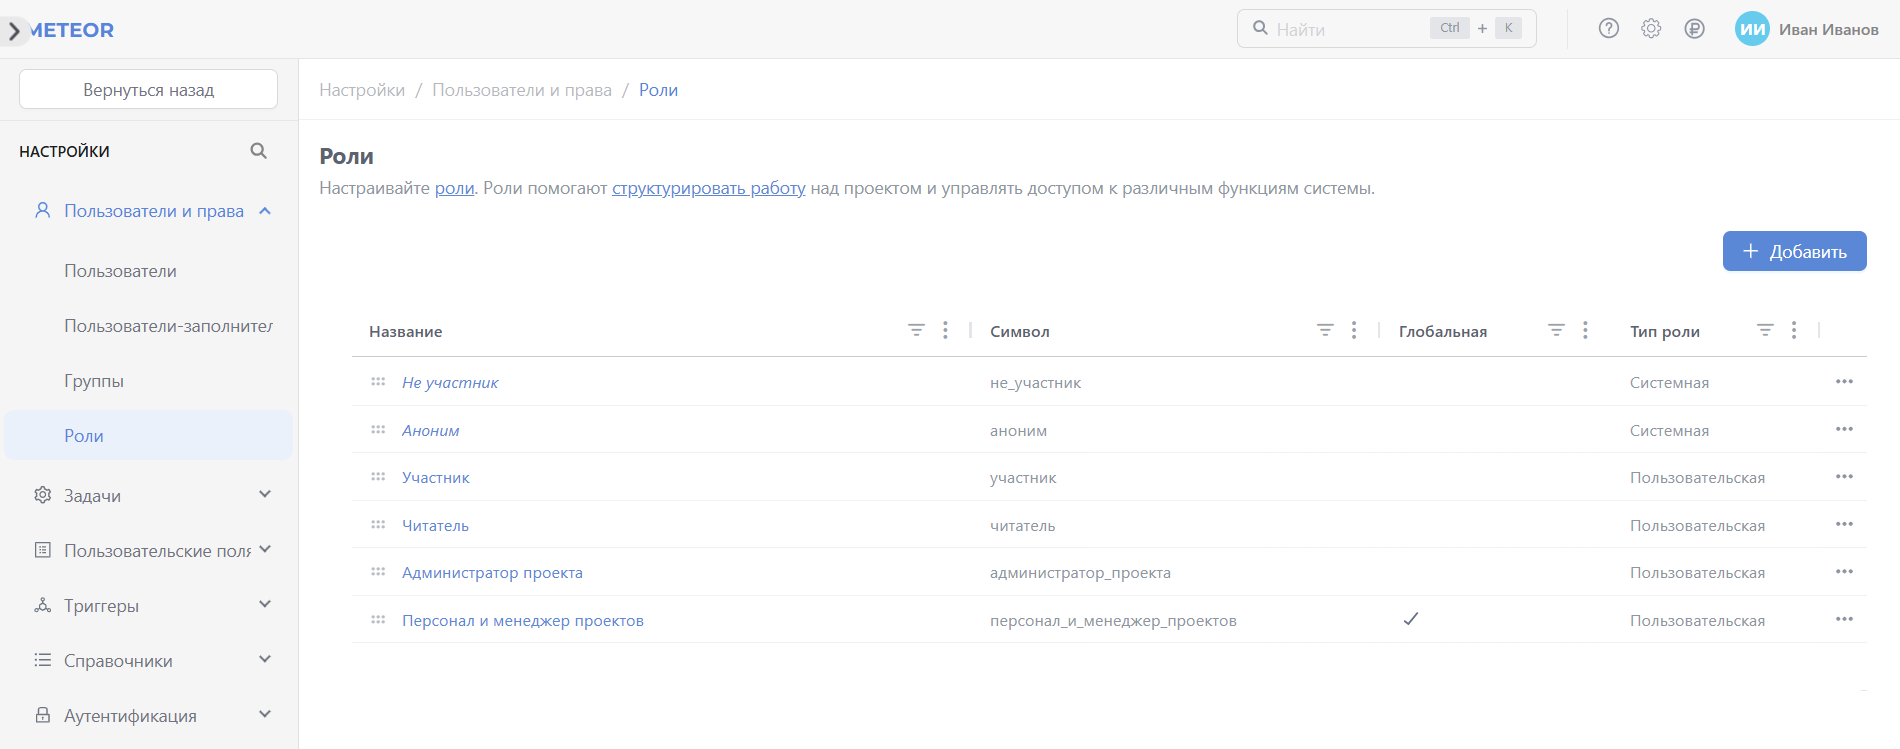 METEOR
Найти Ctrl + K
ИИ Иван Иванов
Вернуться назад
Настройки / Пользователи и права / Роли
НАСТРОЙКИ
Пользователи и права
Пользователи
Пользователи-заполнител
Группы
Роли
Задачи
Пользовательские поля
Триггеры
Справочники
Аутентификация
Роли
Настраивайте роли. Роли помогают структурировать работу над проектом и управлять доступом к различным функциям системы.
+ Добавить
Название Символ Глобальная Тип роли
Не участник не_участник Системная
Аноним аноним Системная
Участник участник Пользовательская
Читатель читатель Пользовательская
Администратор проекта администратор_проекта Пользовательская
Персонал и менеджер проектов персонал_и_менеджер_проектов Пользовательская